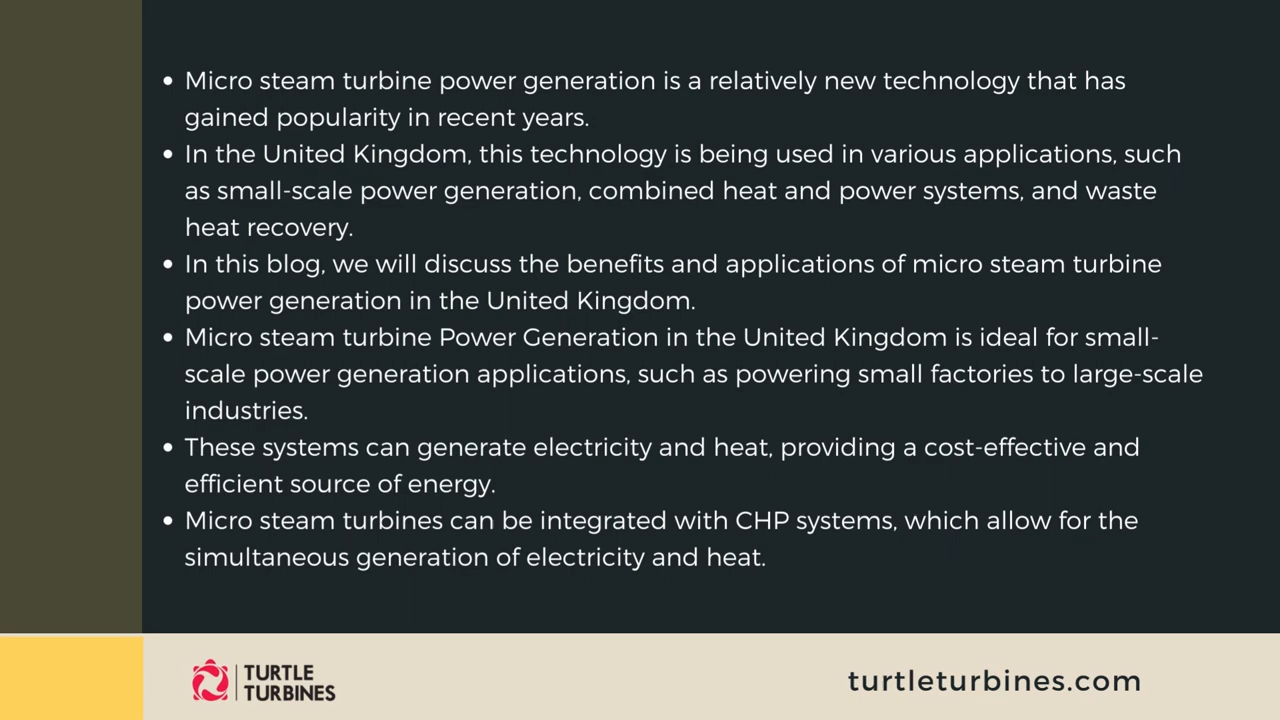 • Micro steam turbine power generation is a relatively new technology that has
gained popularity in recent years.
• In the United Kingdom, this technology is being used in various applications, such
as small-scale power generation, combined heat and power systems, and waste
heat recovery.
• In this blog, we will discuss the benefits and applications of micro steam turbine
power generation in the United Kingdom.
• Micro steam turbine Power Generation in the United Kingdom is ideal for small-
scale power generation applications, such as powering small factories to large-scale
industries.
• These systems can generate electricity and heat, providing a cost-effective and
efficient source of energy.
• Micro steam turbines can be integrated with CHP systems, which allow for the
simultaneous generation of electricity and heat.
TURTLE
TURBINES
turtleturbines.com